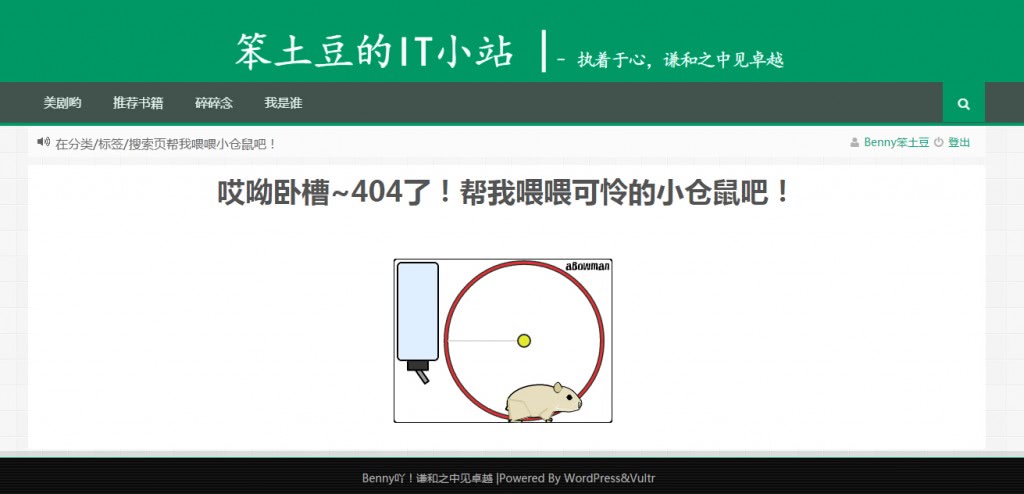 笨土豆的IT小站 |- 执着于心，谦和之中见卓越
美剧哟 推荐书籍 碎碎念 我是谁
在分类/标签/搜索页帮我喂喂小仓鼠吧！ Benny笨土豆 登出
哎呦卧槽~404了！帮我喂喂可怜的小仓鼠吧！
aBowman
Benny吖！谦和之中见卓越 |Powered By WordPress&Vultr